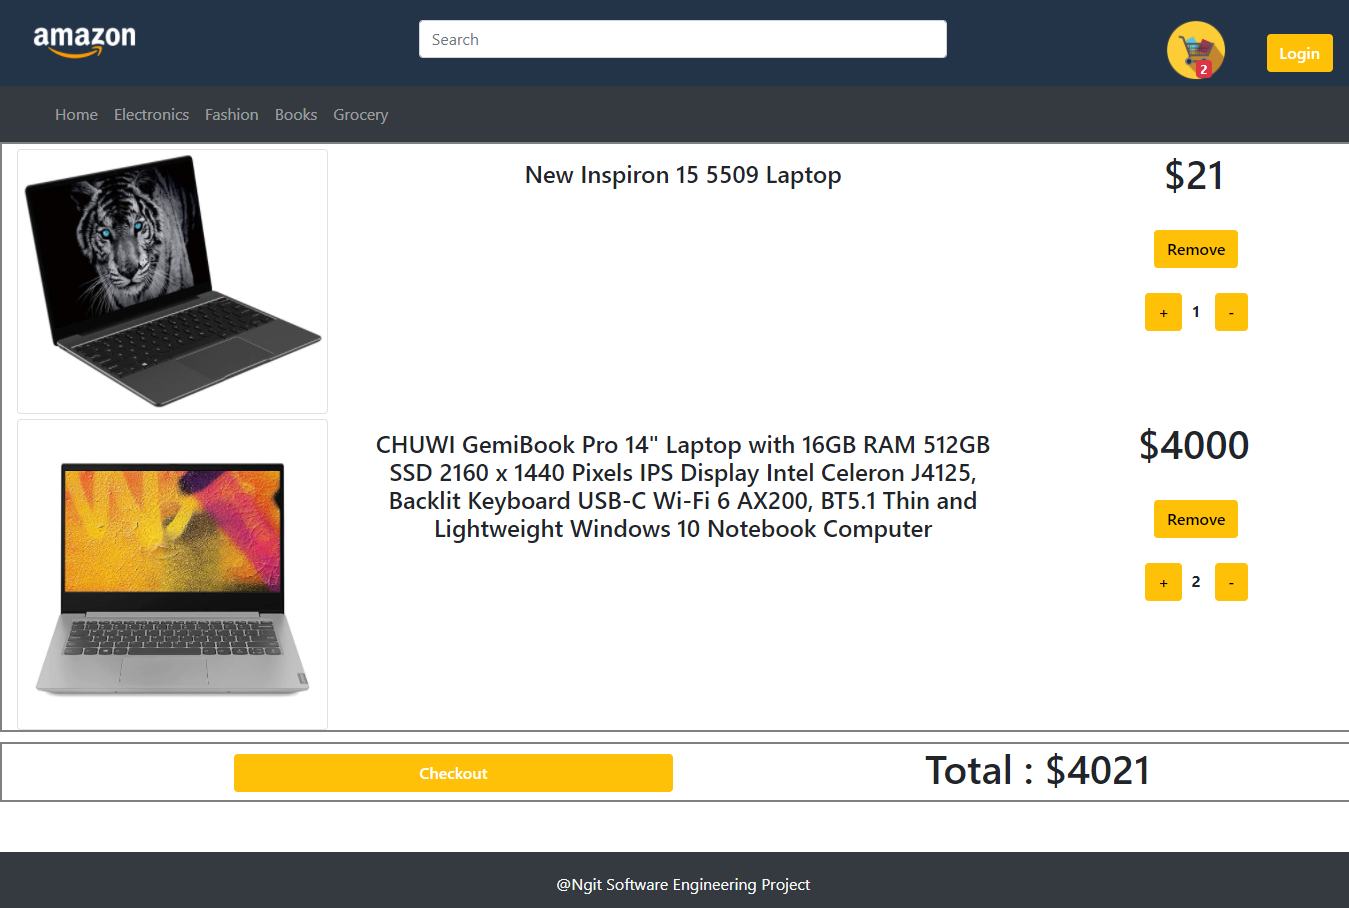 amazon
Search
2
Login
Home Electronics Fashion Books Grocery
New Inspiron 15 5509 Laptop
$21
Remove
+ 1 -
CHUWI GemiBook Pro 14" Laptop with 16GB RAM 512GB
SSD 2160 x 1440 Pixels IPS Display Intel Celeron J4125,
Backlit Keyboard USB-C Wi-Fi 6 AX200, BT5.1 Thin and
Lightweight Windows 10 Notebook Computer
$4000
Remove
+ 2 -
Checkout
Total : $4021
@Ngit Software Engineering Project